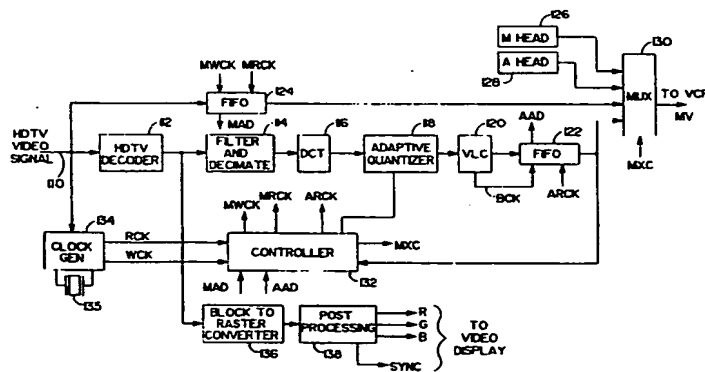 126
M HEAD
A HEAD
128
130
MUX
TO VCR
MV
MXC
MWCK MRCK
FIFO
124
MAD
HDTV
VIDEO
SIGNAL
110
112
HDTV
DECODER
114
FILTER
AND
DECIMATE
116
DCT
118
ADAPTIVE
QUANTIZER
120
VLC
BCK
AAD
122
FIFO
ARCK
134
CLOCK
GEN
135
RCK
WCK
MWCK
MRCK
ARCK
CONTROLLER
132
MXC
MAD
AAD
BLOCK TO
RASTER
CONVERTER
136
POST
PROCESSING
138
R
G
B
SYNC
TO
VIDEO
DISPLAY